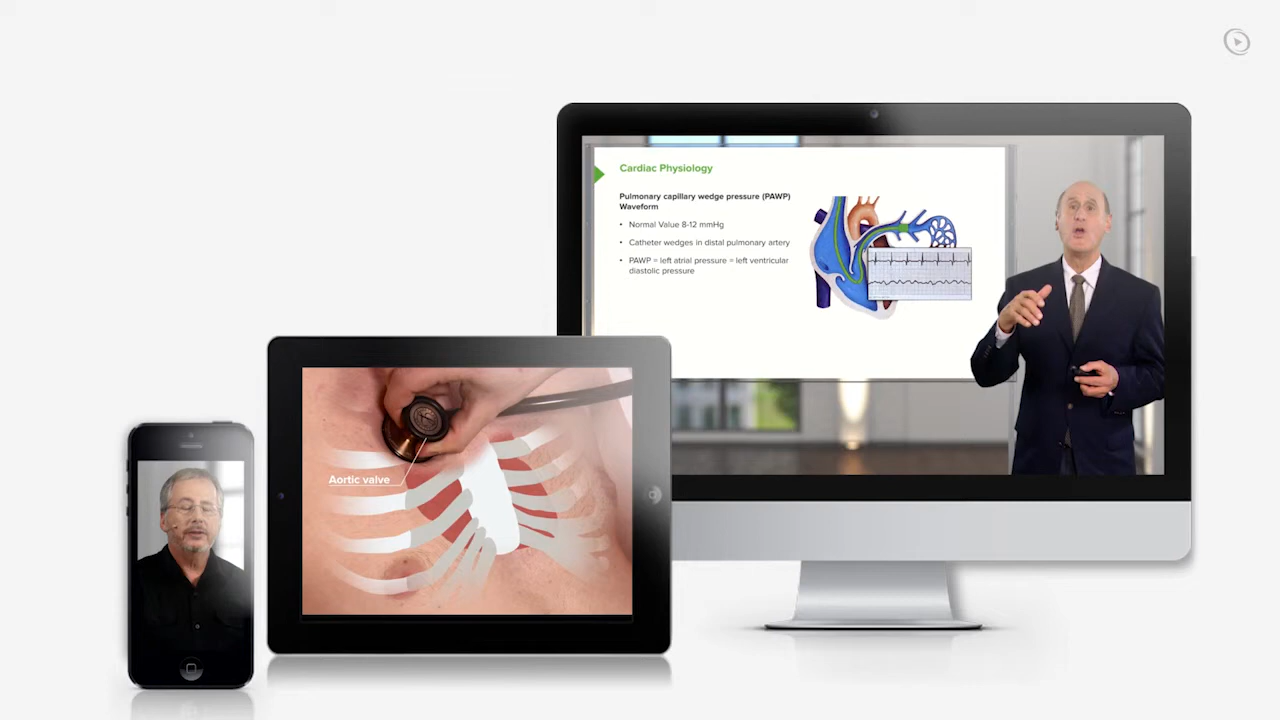 Cardiac Physiology
Pulmonary capillary wedge pressure (PAWP)
Waveform
• Normal Value 8-12 mmHg
• Catheter wedges in distal pulmonary artery
• PAWP = left atrial pressure = left ventricular
diastolic pressure
Aortic valve